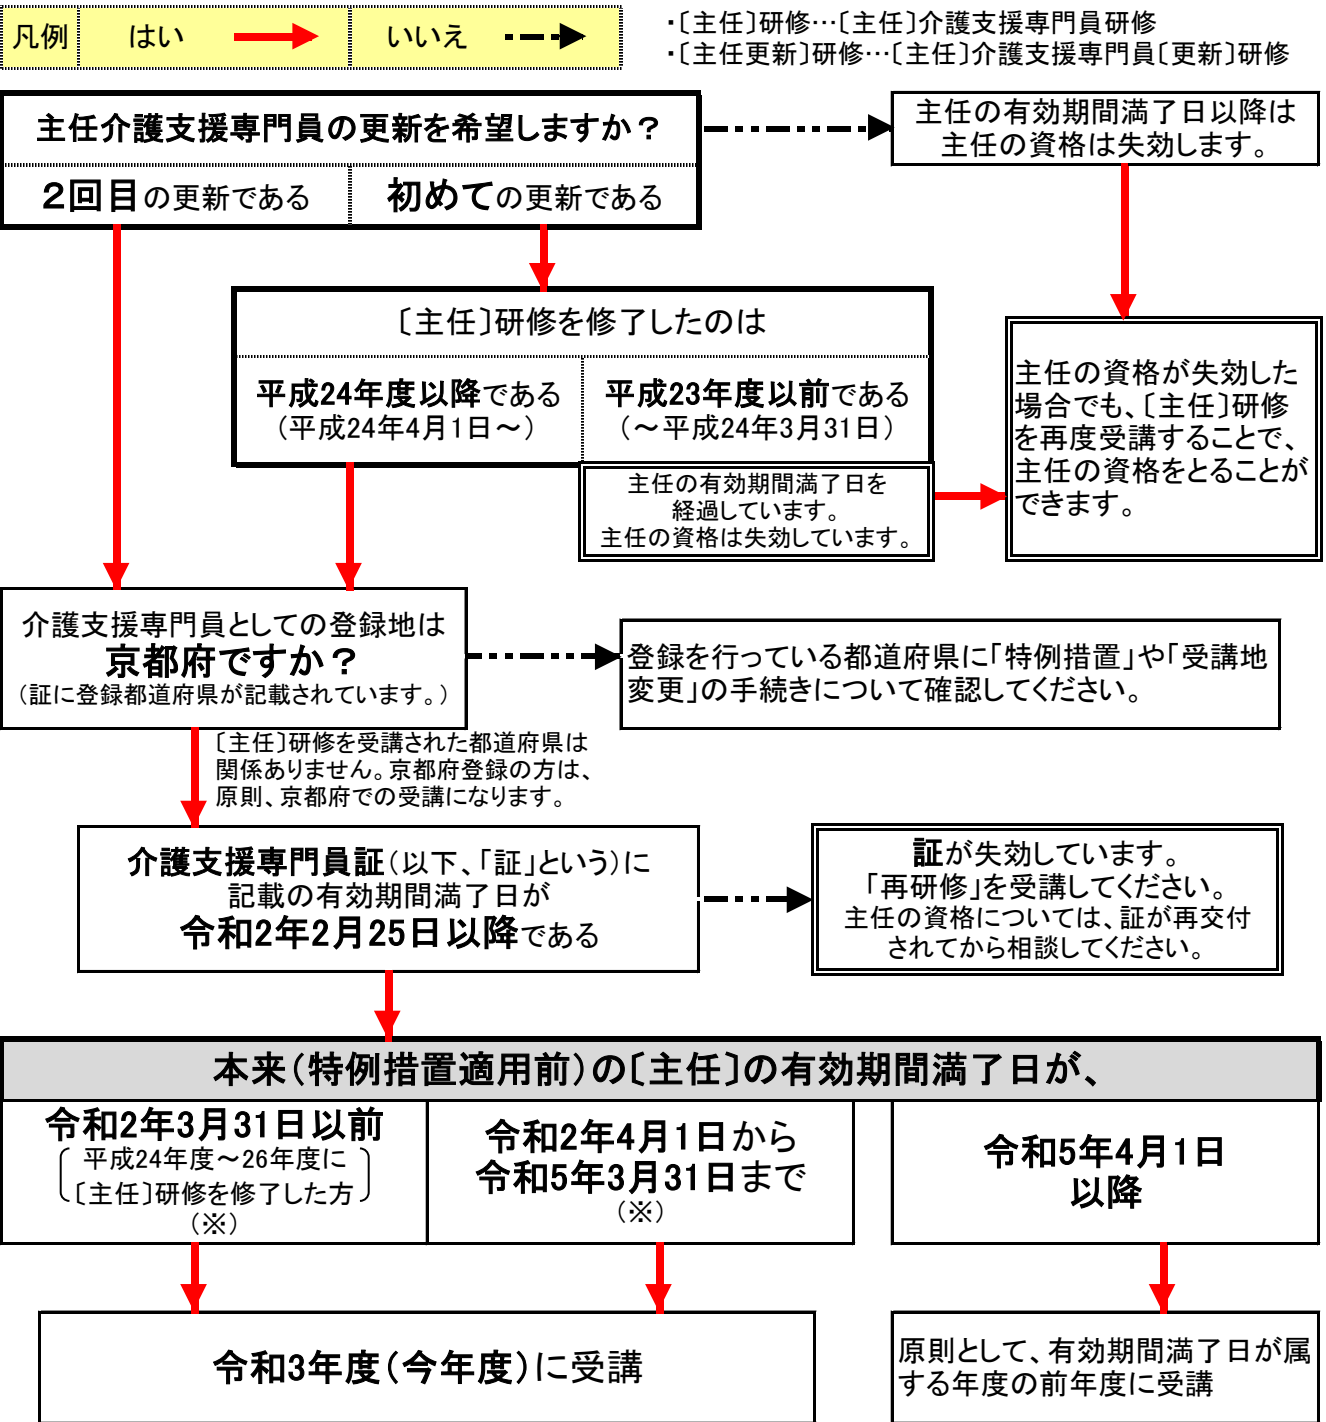 凡例 はい いいえ
・〔主任〕研修…〔主任〕介護支援専門員研修
・〔主任更新〕研修…〔主任〕介護支援専門員〔更新〕研修
主任介護支援専門員の更新を希望しますか？
2回目の更新である
初めての更新である
主任の有効期間満了日以降は
主任の資格は失効します。
〔主任〕研修を修了したのは
平成24年度以降である
（平成24年4月1日～）
平成23年度以前である
（～平成24年3月31日）
主任の有効期間満了日を
経過しています。
主任の資格は失効しています。
主任の資格が失効した
場合でも、〔主任〕研修
を再度受講することで、
主任の資格をとることが
できます。
介護支援専門員としての登録地は
京都府ですか？
（証に登録都道府県が記載されています。）
登録を行っている都道府県に「特例措置」や「受講地
変更」の手続きについて確認してください。
〔主任〕研修を受講された都道府県は
関係ありません。京都府登録の方は、
原則、京都府での受講になります。
介護支援専門員証（以下、「証」という）に
記載の有効期間満了日が
令和2年2月25日以降である
証が失効しています。
「再研修」を受講してください。
主任の資格については、証が再交付
されてから相談してください。
本来（特例措置適用前）の〔主任〕の有効期間満了日が、
令和2年3月31日以前
平成24年度～26年度に
〔主任〕研修を修了した方
（※）
令和2年4月1日から
令和5年3月31日まで
（※）
令和5年4月1日
以降
令和3年度（今年度）に受講
原則として、有効期間満了日が属
する年度の前年度に受講